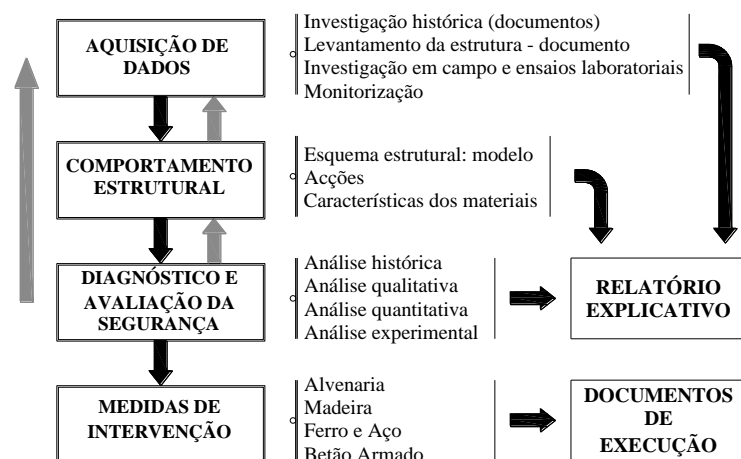 AQUISIÇÃO DE
DADOS
Investigação histórica (documentos)
Levantamento da estrutura - documento
Investigação em campo e ensaios laboratoriais
Monitorização
COMPORTAMENTO
ESTRUTURAL
Esquema estrutural: modelo
Acções
Características dos materiais
DIAGNÓSTICO E
AVALIAÇÃO DA
SEGURANÇA
Análise histórica
Análise qualitativa
Análise quantitativa
Análise experimental
RELATÓRIO
EXPLICATIVO
MEDIDAS DE
INTERVENÇÃO
Alvenaria
Madeira
Ferro e Aço
Betão Armado
DOCUMENTOS
DE
EXECUÇÃO